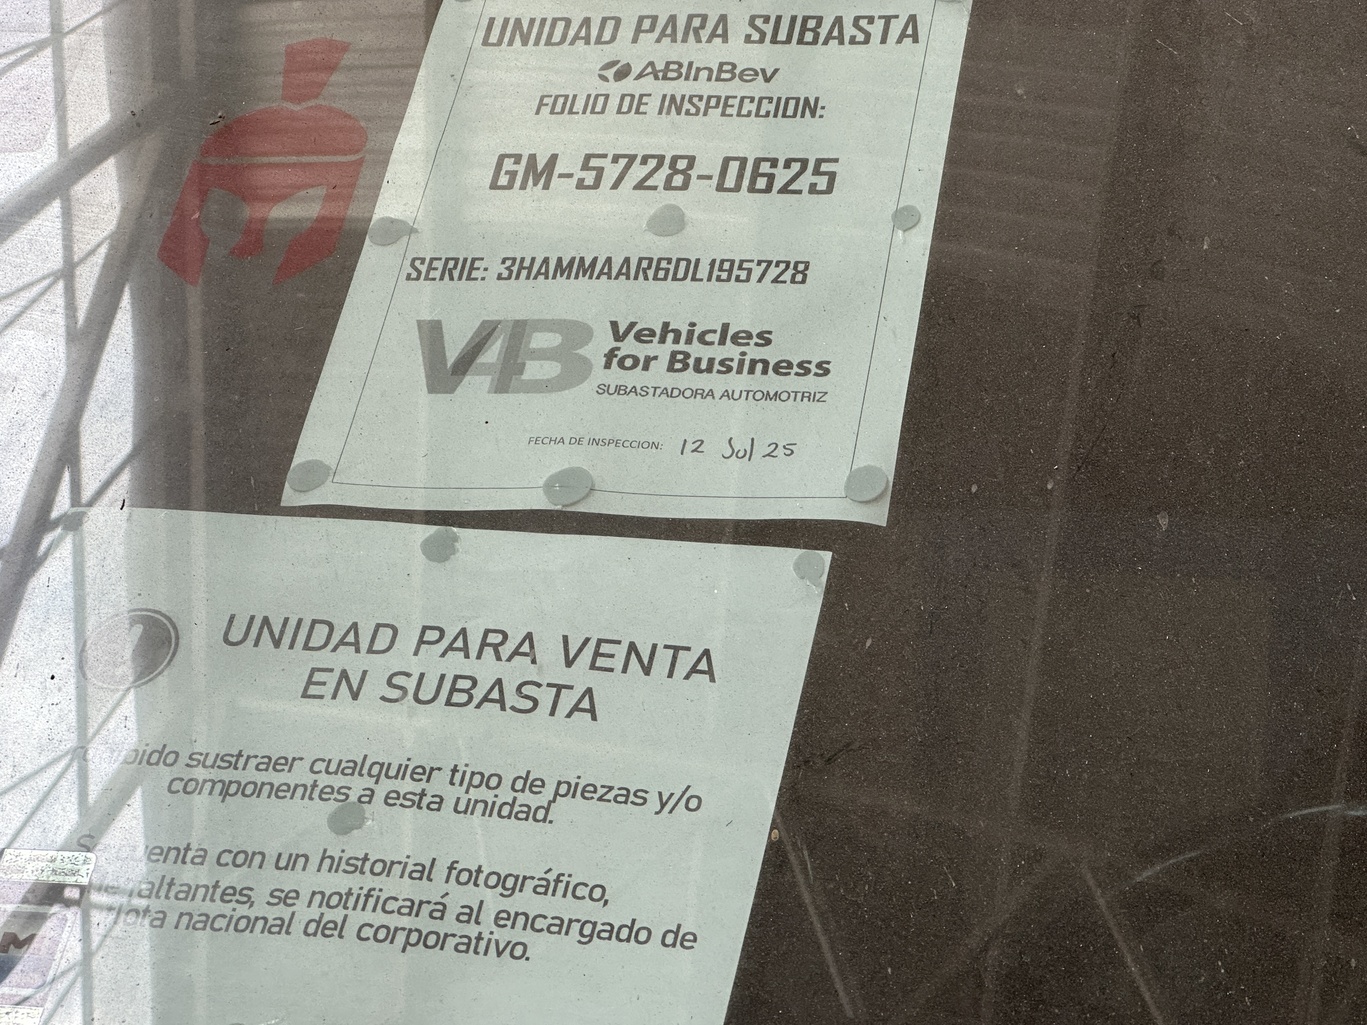 UNIDAD PARA SUBASTA
ABInBev
FOLIO DE INSPECCION:
GM-5728-0625
SERIE: 3HAMMAAR6DL195728
V4B Vehicles
for Business
SUBASTADORA AUTOMOTRIZ
FECHA DE INSPECCION: 12 Jul 25
UNIDAD PARA VENTA
EN SUBASTA
sustraer cualquier tipo de piezas y/o
componentes a esta unidad.
con un historial fotográfico,
faltantes, se notificará al encargado de
flota nacional del corporativo.